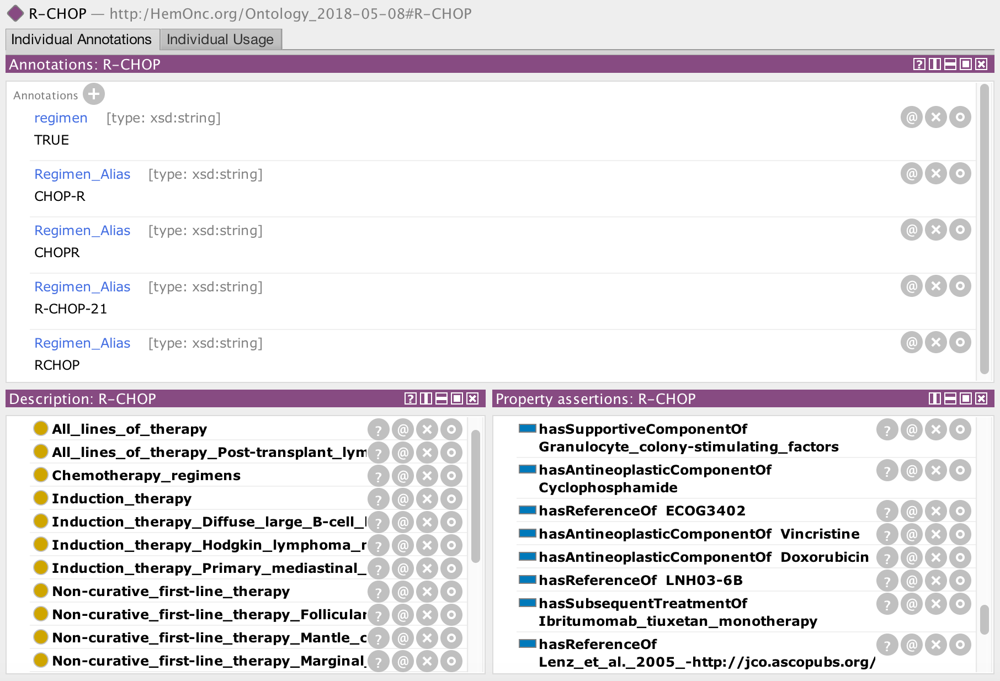 R-CHOP — http:/HemOnc.org/Ontology_2018-05-08#R-CHOP
Individual Annotations Individual Usage
Annotations: R-CHOP
Annotations
regimen [type: xsd:string]
TRUE
Regimen_Alias [type: xsd:string]
CHOP-R
Regimen_Alias [type: xsd:string]
CHOPR
Regimen_Alias [type: xsd:string]
R-CHOP-21
Regimen_Alias [type: xsd:string]
RCHOP
Description: R-CHOP
All_lines_of_therapy
All_lines_of_therapy_Post-transplant_lym
Chemotherapy_regimens
Induction_therapy
Induction_therapy_Diffuse_large_B-cell_l
Induction_therapy_Hodgkin_lymphoma_r
Induction_therapy_Primary_mediastinal_
Non-curative_first-line_therapy
Non-curative_first-line_therapy_Follicular
Non-curative_first-line_therapy_Mantle_c
Non-curative_first-line_therapy_Marginal_
Property assertions: R-CHOP
hasSupportiveComponentOf
Granulocyte_colony-stimulating_factors
hasAntineoplasticComponentOf
Cyclophosphamide
hasReferenceOf ECOG3402
hasAntineoplasticComponentOf Vincristine
hasAntineoplasticComponentOf Doxorubicin
hasReferenceOf LNH03-6B
hasSubsequentTreatmentOf
Ibritumomab_tiuxetan_monotherapy
hasReferenceOf
Lenz_et_al._2005_-http://jco.ascopubs.org/